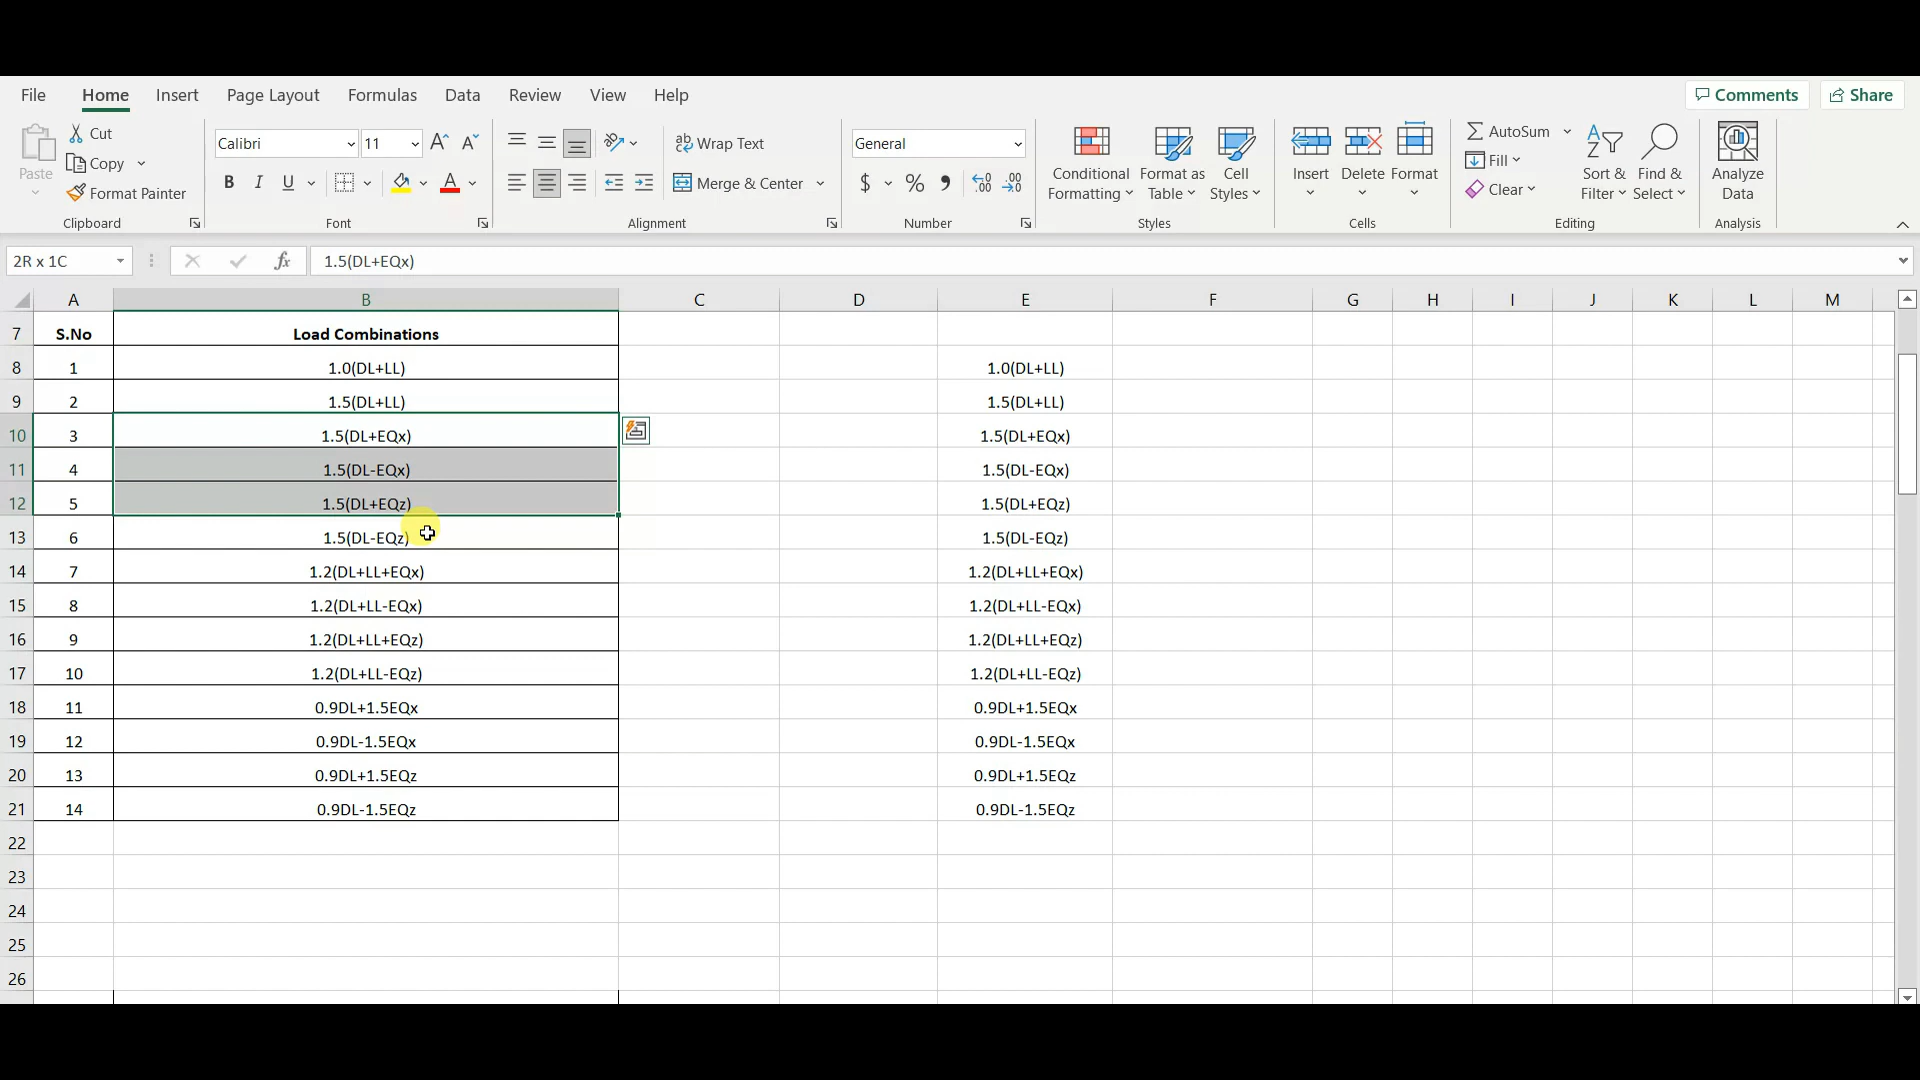 File Home Insert Page Layout Formulas Data Review View Help Comments Share
Paste Cut Copy Format Painter Clipboard
Calibri 11 A A B I U A Font
Wrap Text Merge & Center Alignment
General $ % , .00 .00 Number
Conditional Formatting Format as Table Cell Styles Styles
Insert Delete Format Cells
AutoSum Fill Clear Sort & Filter Find & Select Editing
Analyze Data Analysis
2R x 1C fx 1.5(DL+EQx)
A B C D E F G H I J K L M
7 S.No Load Combinations
8 1 1.0(DL+LL) 1.0(DL+LL)
9 2 1.5(DL+LL) 1.5(DL+LL)
10 3 1.5(DL+EQx) 1.5(DL+EQx)
11 4 1.5(DL-EQx) 1.5(DL-EQx)
12 5 1.5(DL+EQz) 1.5(DL+EQz)
13 6 1.5(DL-EQz) 1.5(DL-EQz)
14 7 1.2(DL+LL+EQx) 1.2(DL+LL+EQx)
15 8 1.2(DL+LL-EQx) 1.2(DL+LL-EQx)
16 9 1.2(DL+LL+EQz) 1.2(DL+LL+EQz)
17 10 1.2(DL+LL-EQz) 1.2(DL+LL-EQz)
18 11 0.9DL+1.5EQx 0.9DL+1.5EQx
19 12 0.9DL-1.5EQx 0.9DL-1.5EQx
20 13 0.9DL+1.5EQz 0.9DL+1.5EQz
21 14 0.9DL-1.5EQz 0.9DL-1.5EQz
22
23
24
25
26